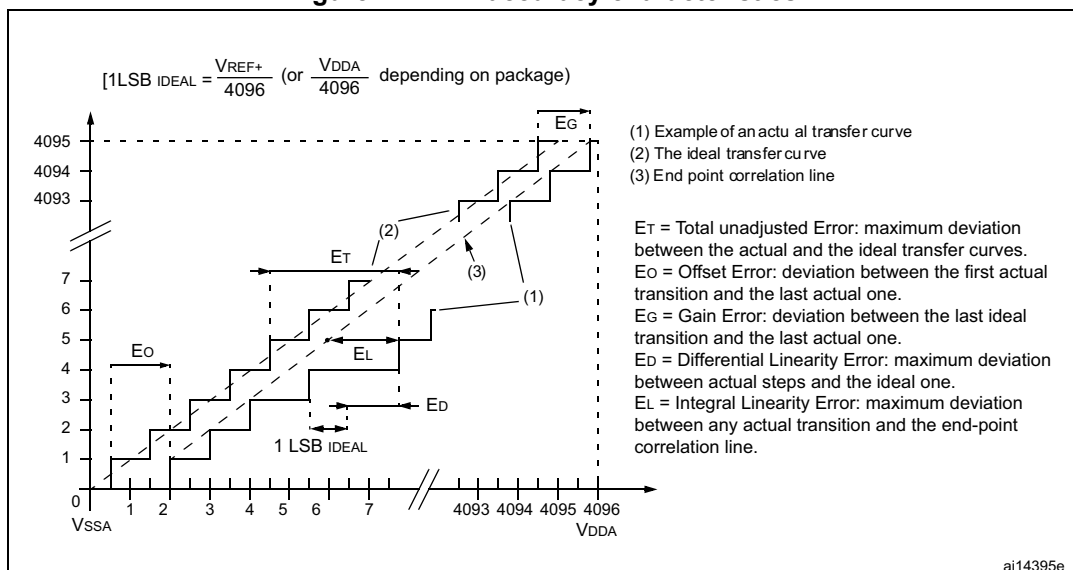 [1LSB IDEAL = VREF+ / 4096 (or VDDA / 4096 depending on package)
EG
4095
4094
4093
7
6
5
4
3
2
1
0
(2)
ET
(3)
(1)
EO
EL
ED
1 LSB IDEAL
1 2 3 4 5 6 7 4093 4094 4095 4096
VSSA
VDDA
(1) Example of an actu al transfer curve
(2) The ideal transfer cu rve
(3) End point correlation line
ET = Total unadjusted Error: maximum deviation
between the actual and the ideal transfer curves.
EO = Offset Error: deviation between the first actual
transition and the last actual one.
EG = Gain Error: deviation between the last ideal
transition and the last actual one.
ED = Differential Linearity Error: maximum deviation
between actual steps and the ideal one.
EL = Integral Linearity Error: maximum deviation
between any actual transition and the end-point
correlation line.
ai14395e